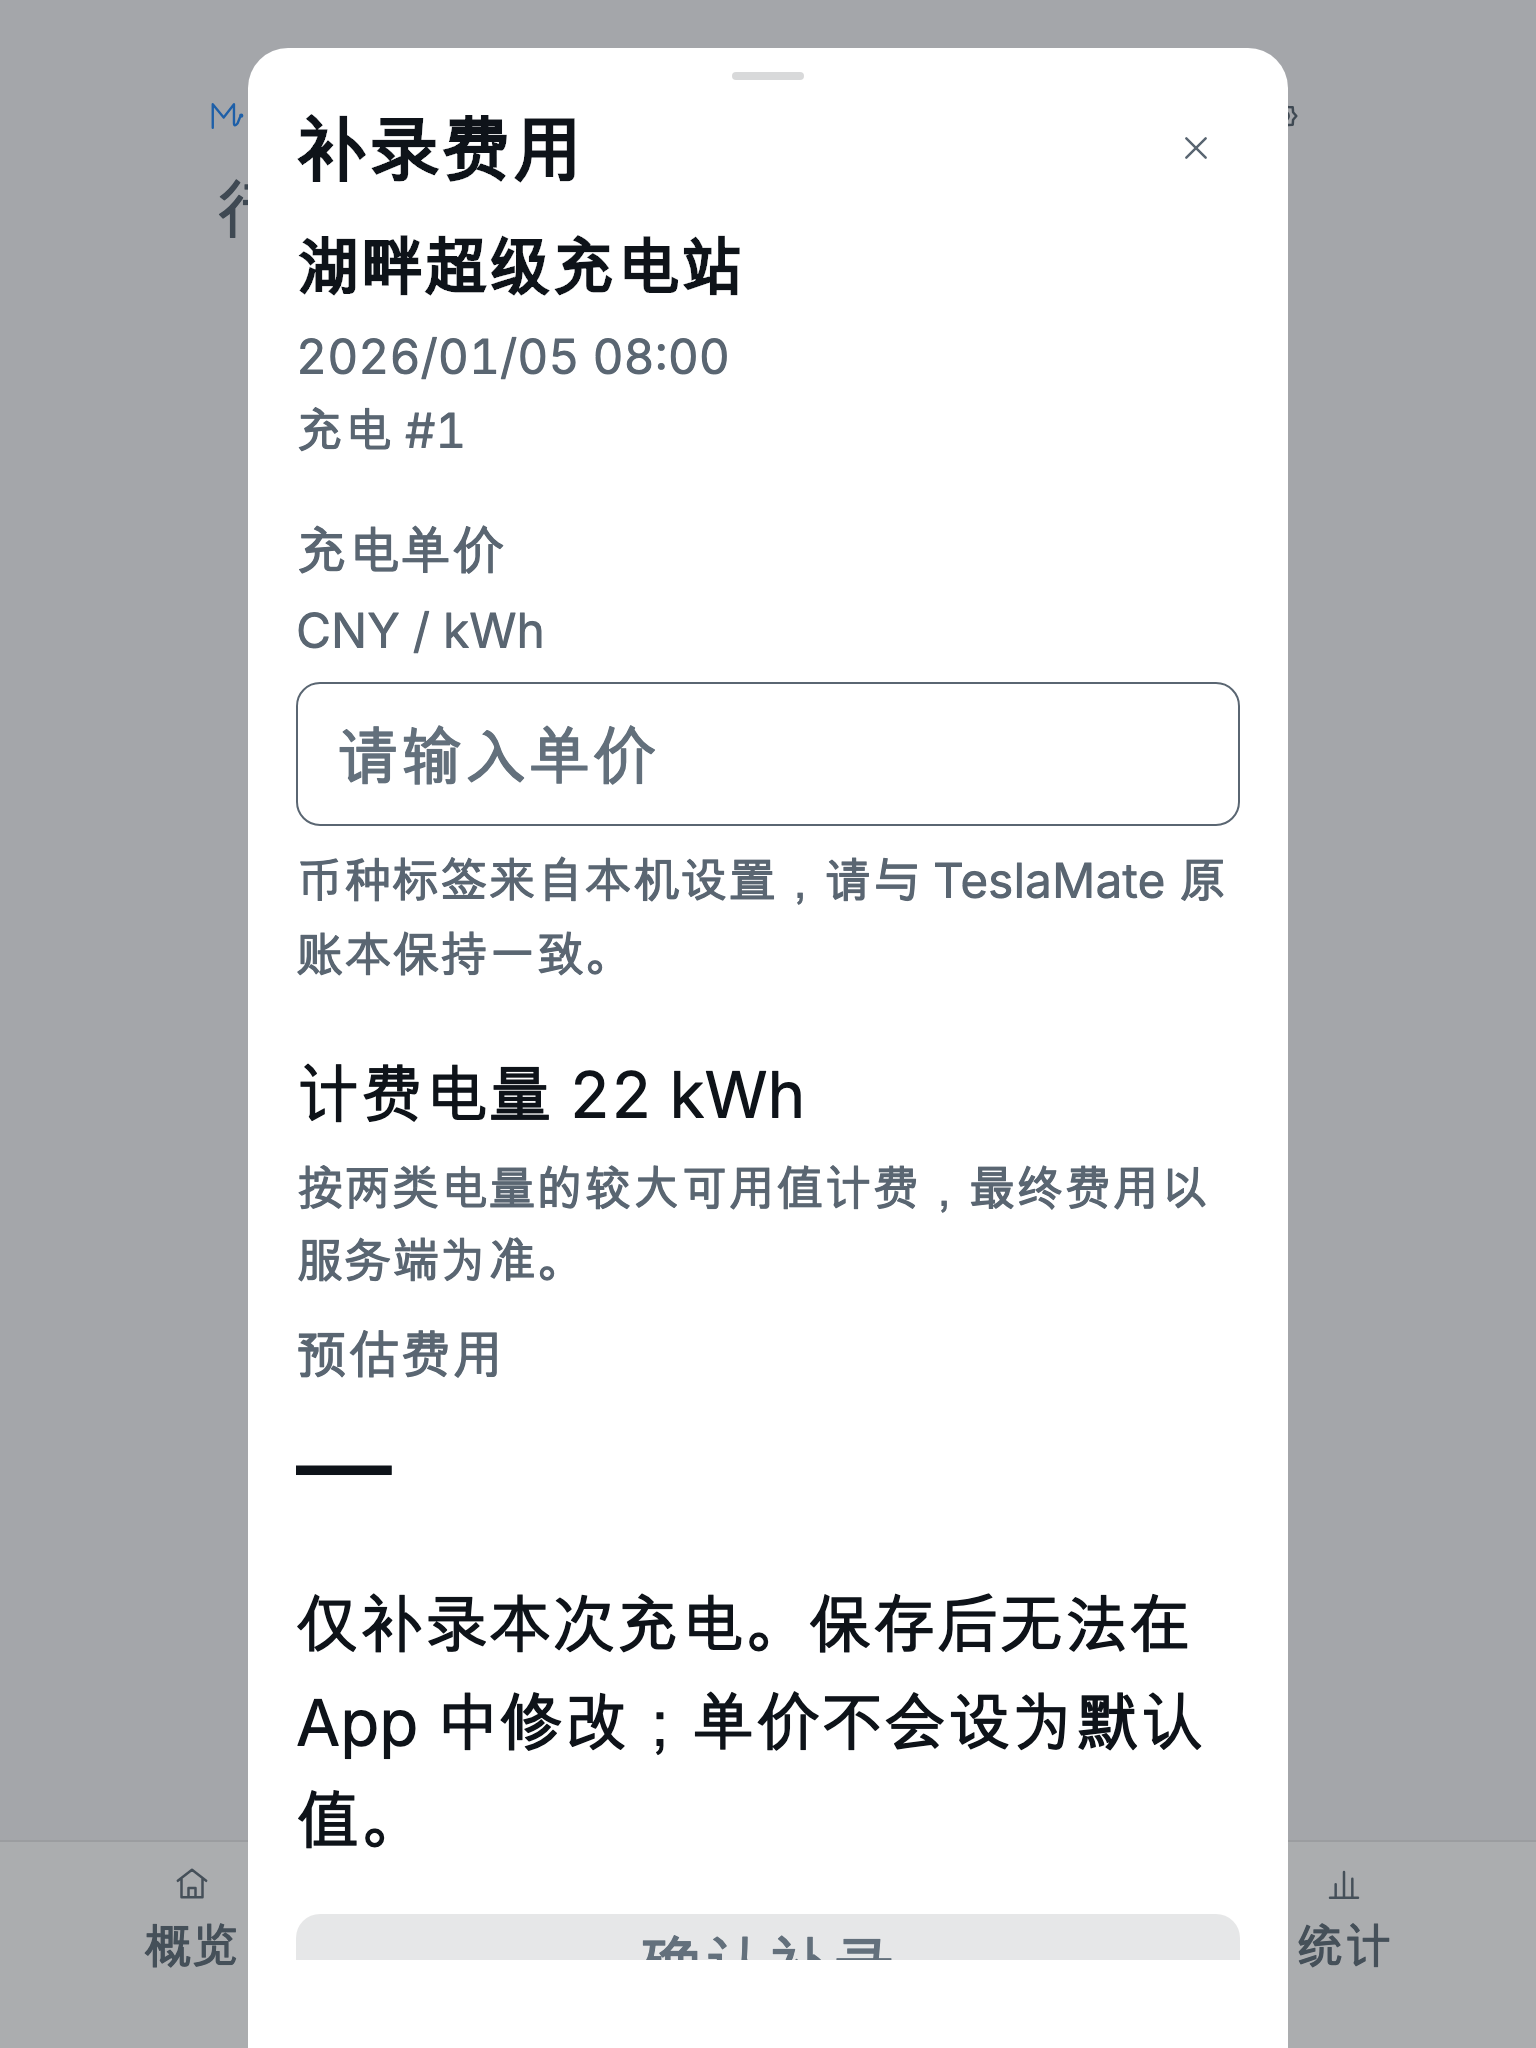 补录费用
湖畔超级充电站
2026/01/05 08:00
充电 #1
充电单价
CNY / kWh
请输入单价
币种标签来自本机设置，请与 TeslaMate 原
账本保持一致。
计费电量 22 kWh
按两类电量的较大可用值计费，最终费用以
服务端为准。
预估费用
—
仅补录本次充电。保存后无法在
App 中修改；单价不会设为默认
值。
确认补录
概览
统计